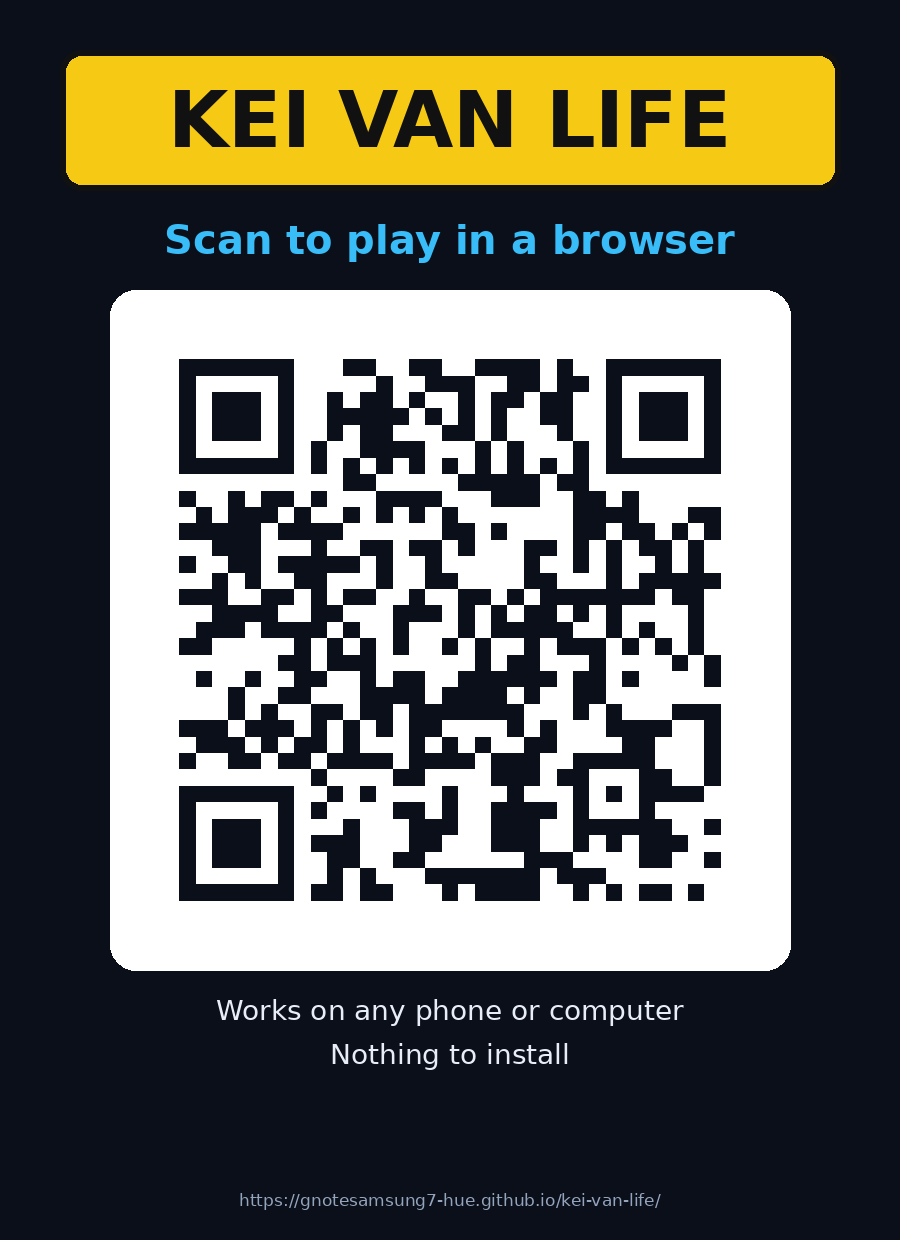 KEI VAN LIFE
Scan to play in a browser
Works on any phone or computer
Nothing to install
https://gnotesamsung7-hue.github.io/kei-van-life/